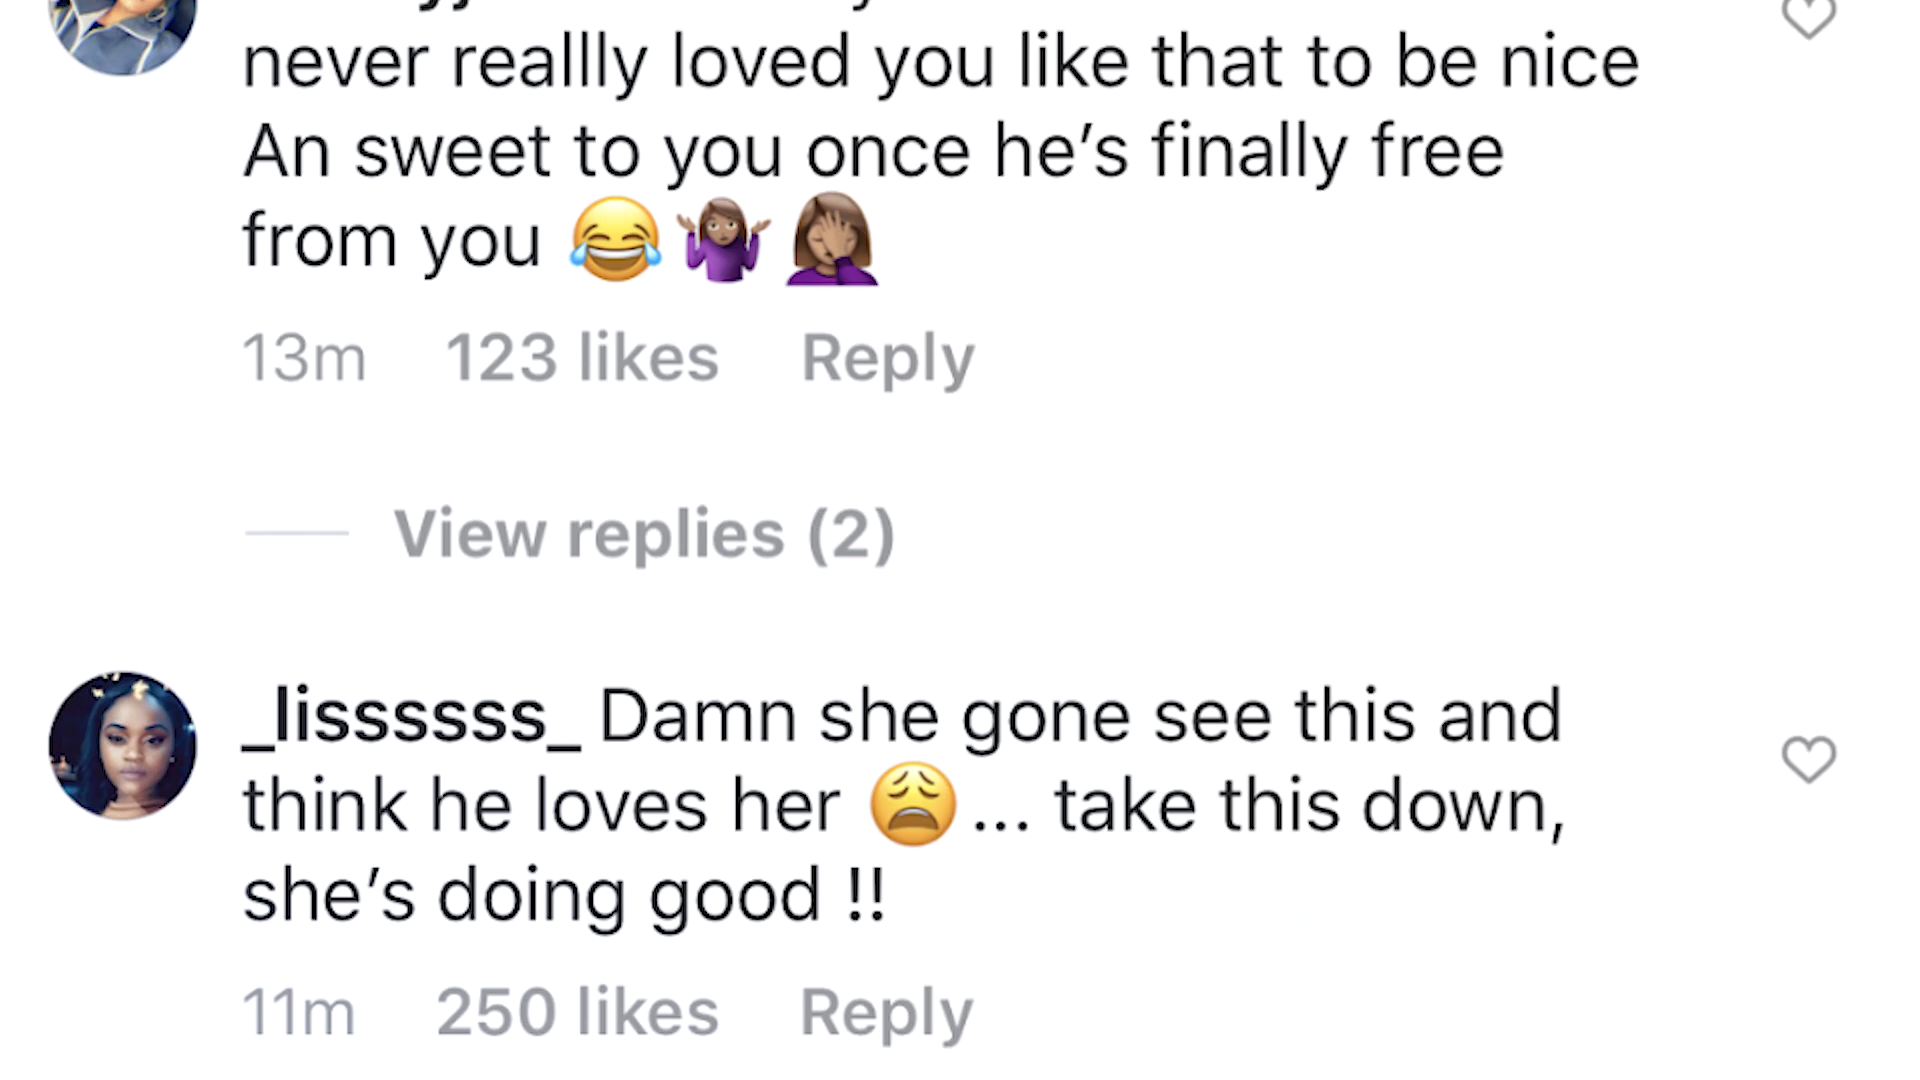 never reallly loved you like that to be nice
An sweet to you once he’s finally free
from you 😂🤷🏽‍♀️🤦🏽‍♀️
13m 123 likes Reply
View replies (2)
_lissssss_ Damn she gone see this and
think he loves her 😩... take this down,
she’s doing good !!
11m 250 likes Reply